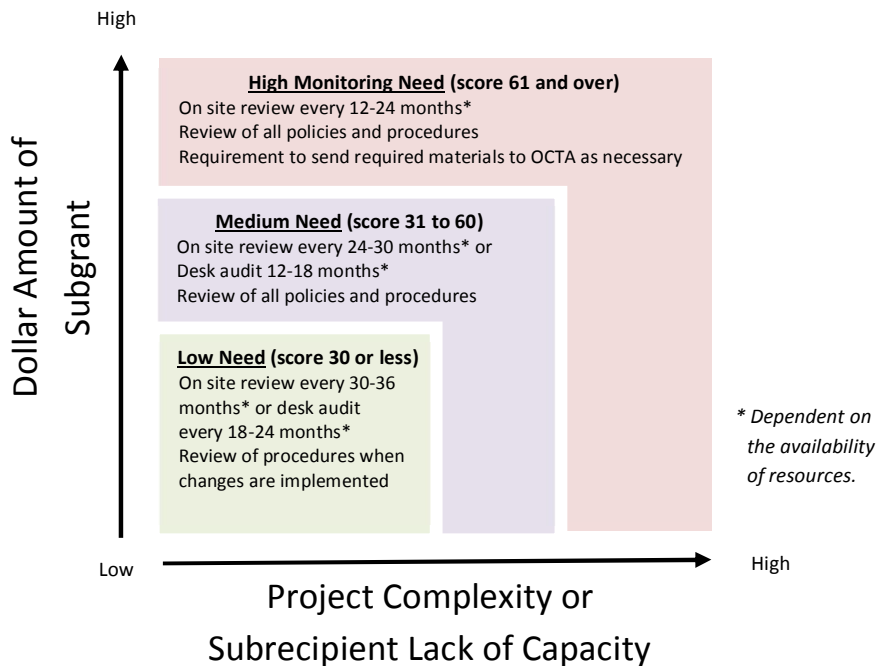 High
Dollar Amount of
Subgrant
High Monitoring Need (score 61 and over)
On site review every 12-24 months*
Review of all policies and procedures
Requirement to send required materials to OCTA as necessary
Medium Need (score 31 to 60)
On site review every 24-30 months* or
Desk audit 12-18 months*
Review of all policies and procedures
Low Need (score 30 or less)
On site review every 30-36
months* or desk audit
every 18-24 months*
Review of procedures when
changes are implemented
* Dependent on
the availability
of resources.
Low
High
Project Complexity or
Subrecipient Lack of Capacity